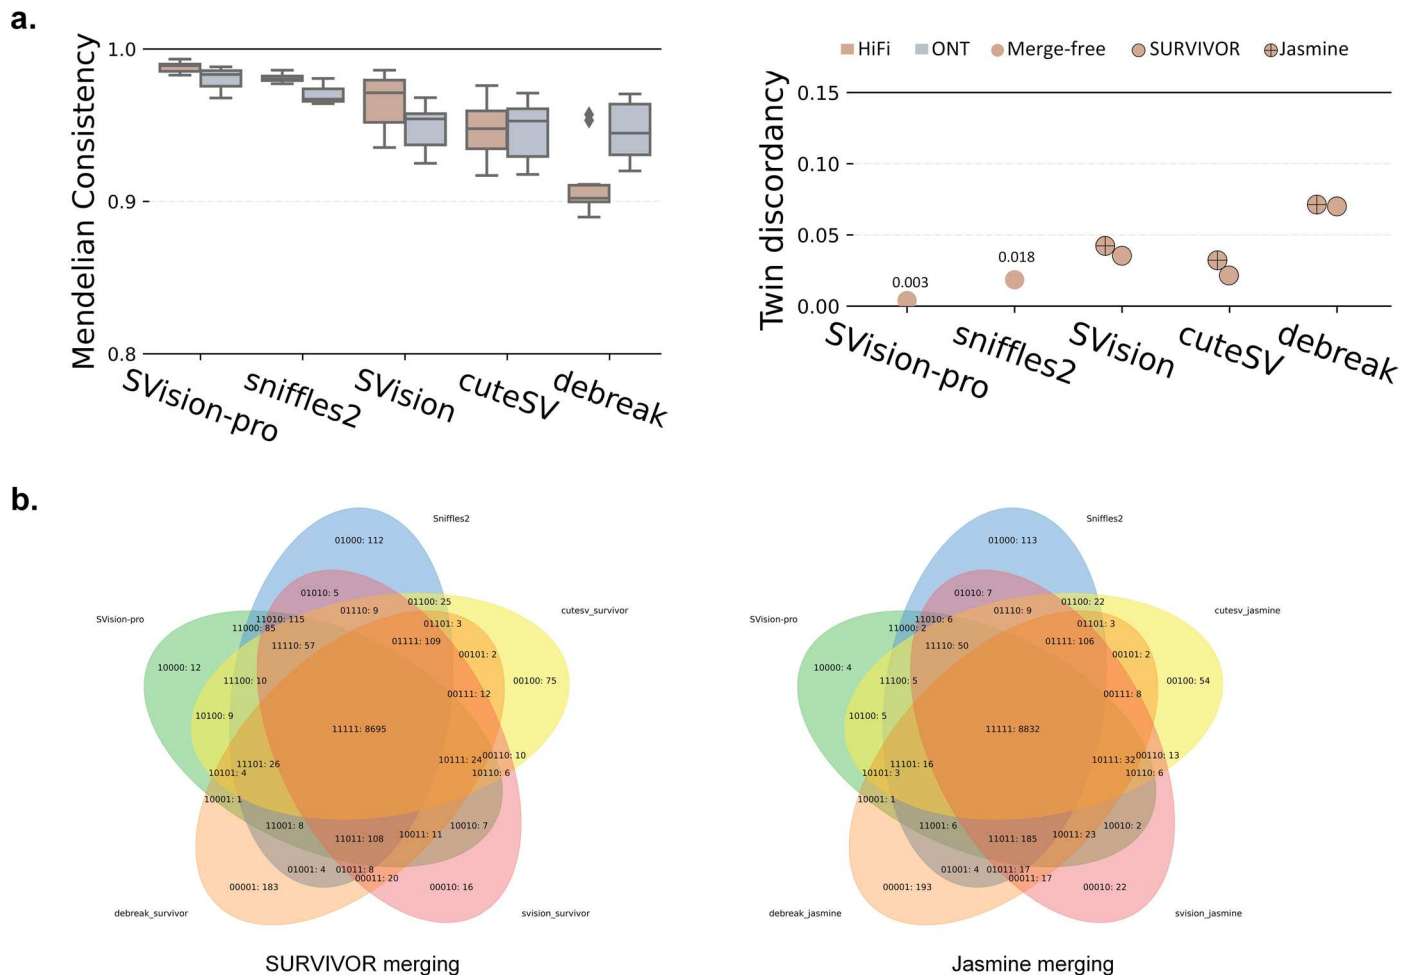 a.
Mendelian Consistency
1.0
0.9
0.8
SVision-pro
sniffles2
SVision
cuteSV
debreak
HiFi
ONT
Merge-free
SURVIVOR
Jasmine
Twin discordancy
0.15
0.10
0.05
0.00
0.003
0.018
SVision-pro
sniffles2
SVision
cuteSV
debreak
b.
Sniffles2
01000: 112
cutesv_survivor
SVision-pro
01010: 5
01100: 25
01110: 9
11010: 115
01101: 3
11000: 85
01111: 109
11110: 57
00101: 2
10000: 12
11100: 10
00100: 75
00111: 12
10100: 9
11111: 8695
00110: 10
10111: 24
11101: 26
10101: 4
10110: 6
10001: 1
11001: 8
10010: 7
10011: 11
11011: 108
01001: 4
01011: 8
00011: 20
00001: 183
00010: 16
debreak_survivor
svision_survivor
SURVIVOR merging
Sniffles2
01000: 113
cutesv_jasmine
SVision-pro
01010: 7
01100: 22
01110: 9
11010: 6
01101: 3
11000: 2
01111: 106
11110: 50
00101: 2
10000: 4
11100: 5
00100: 54
00111: 8
10100: 5
11111: 8832
00110: 13
10111: 32
11101: 16
10101: 3
10110: 6
10001: 1
11001: 6
10010: 2
10011: 23
11011: 185
01001: 4
01011: 17
00011: 17
00001: 193
00010: 22
debreak_jasmine
svision_jasmine
Jasmine merging